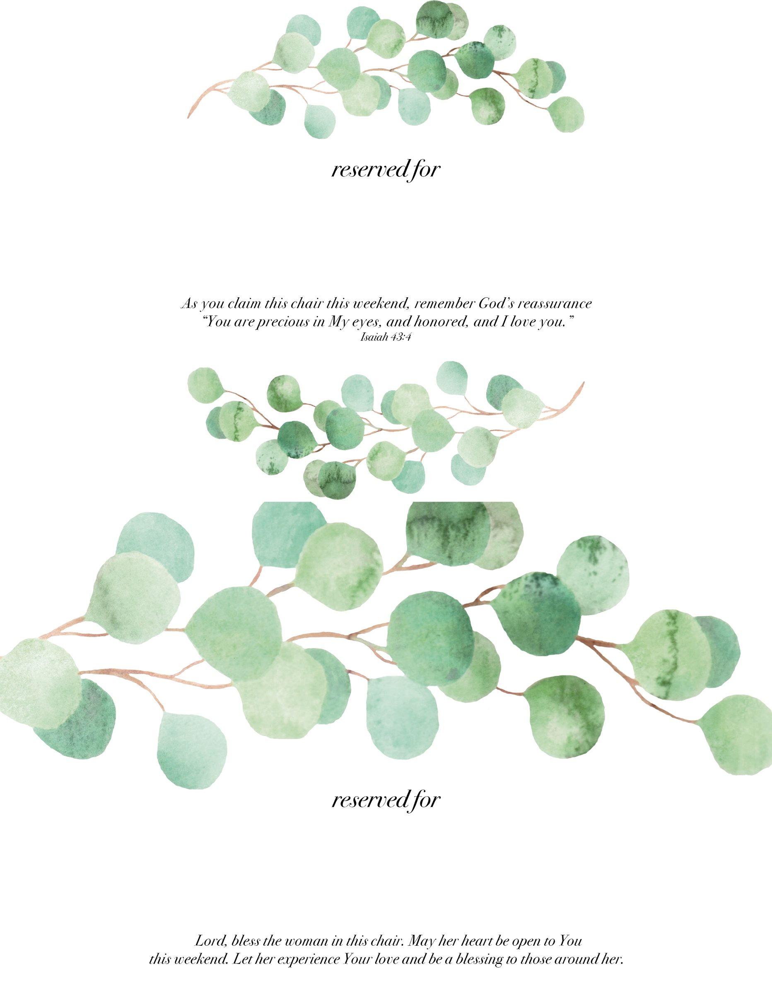 reserved for
As you claim this chair this weekend, remember God’s reassurance
“You are precious in My eyes, and honored, and I love you.”
Isaiah 43:4
reserved for
Lord, bless the woman in this chair. May her heart be open to You
this weekend. Let her experience Your love and be a blessing to those around her.